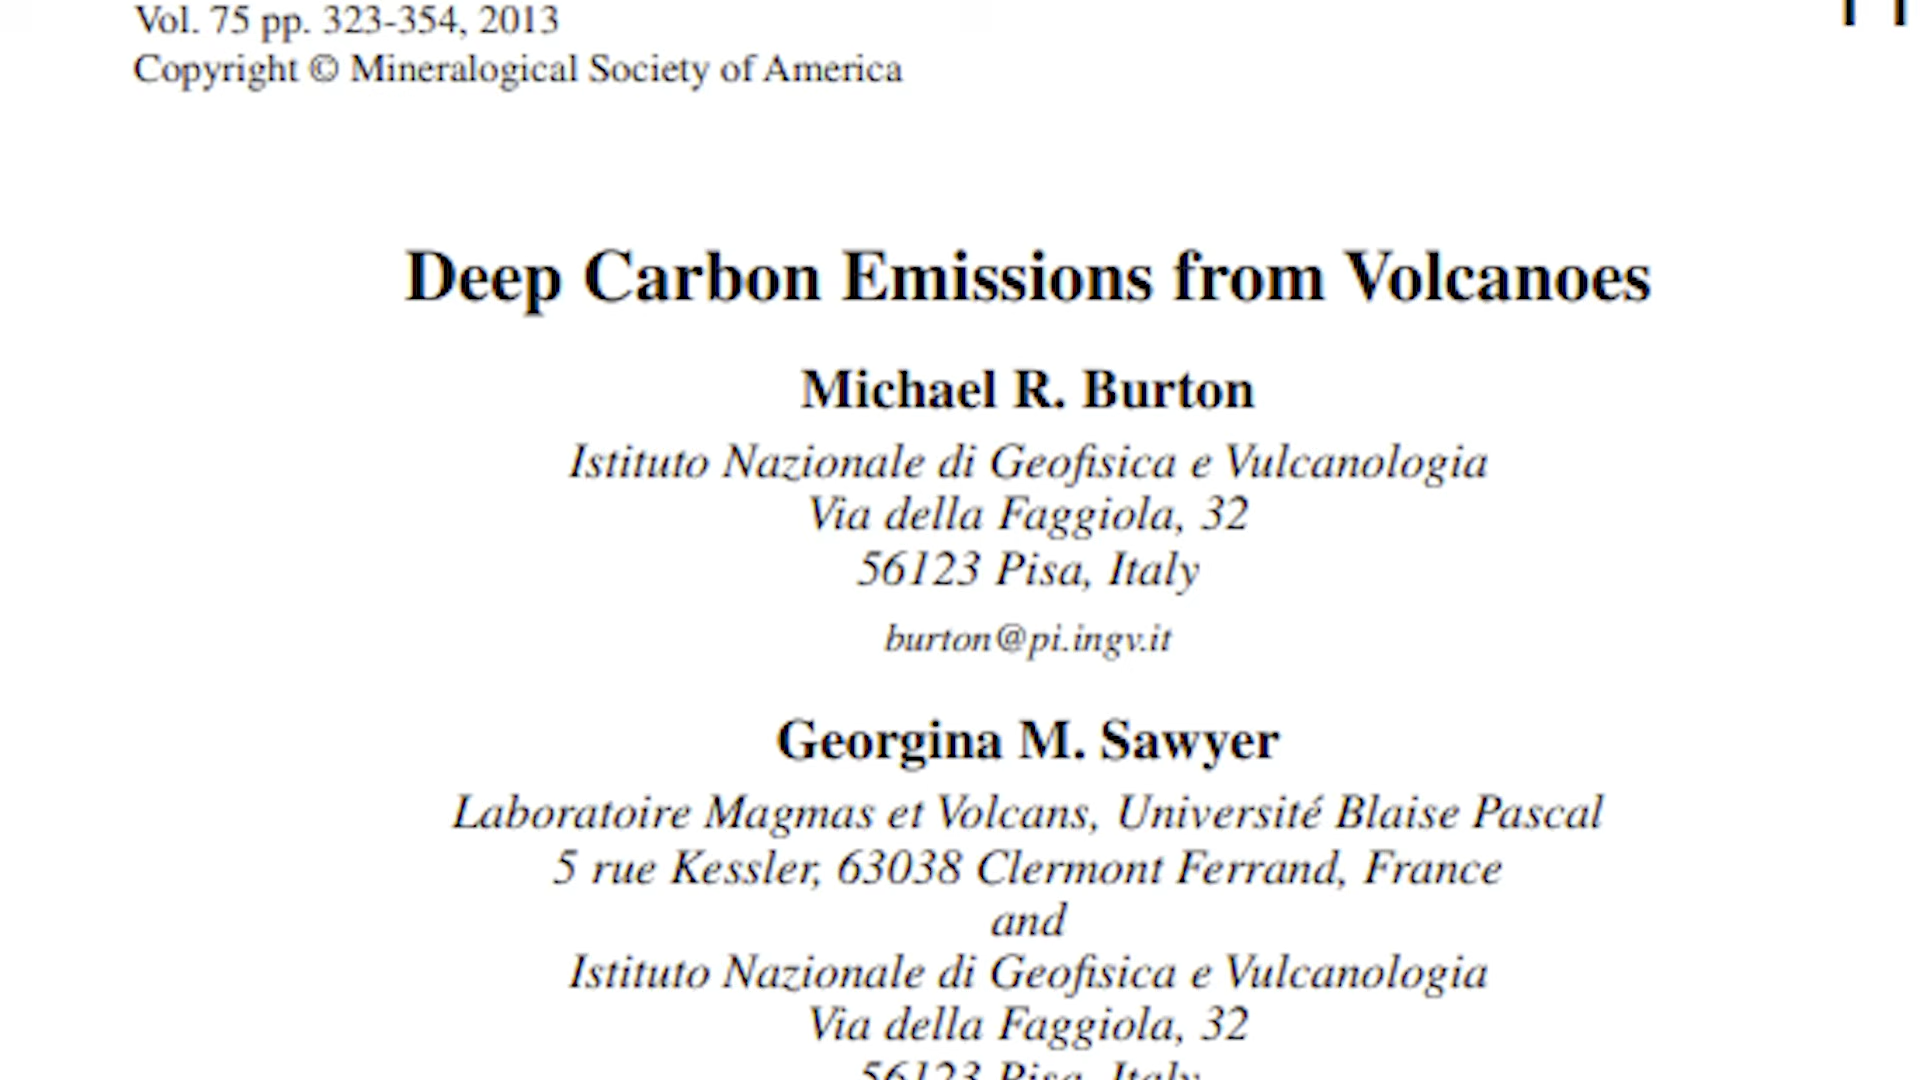 Vol. 75 pp. 323-354, 2013
Copyright © Mineralogical Society of America
Deep Carbon Emissions from Volcanoes
Michael R. Burton
Istituto Nazionale di Geofisica e Vulcanologia
Via della Faggiola, 32
56123 Pisa, Italy
burton@pi.ingv.it
Georgina M. Sawyer
Laboratoire Magmas et Volcans, Université Blaise Pascal
5 rue Kessler, 63038 Clermont Ferrand, France
and
Istituto Nazionale di Geofisica e Vulcanologia
Via della Faggiola, 32
56123 Pisa, Italy